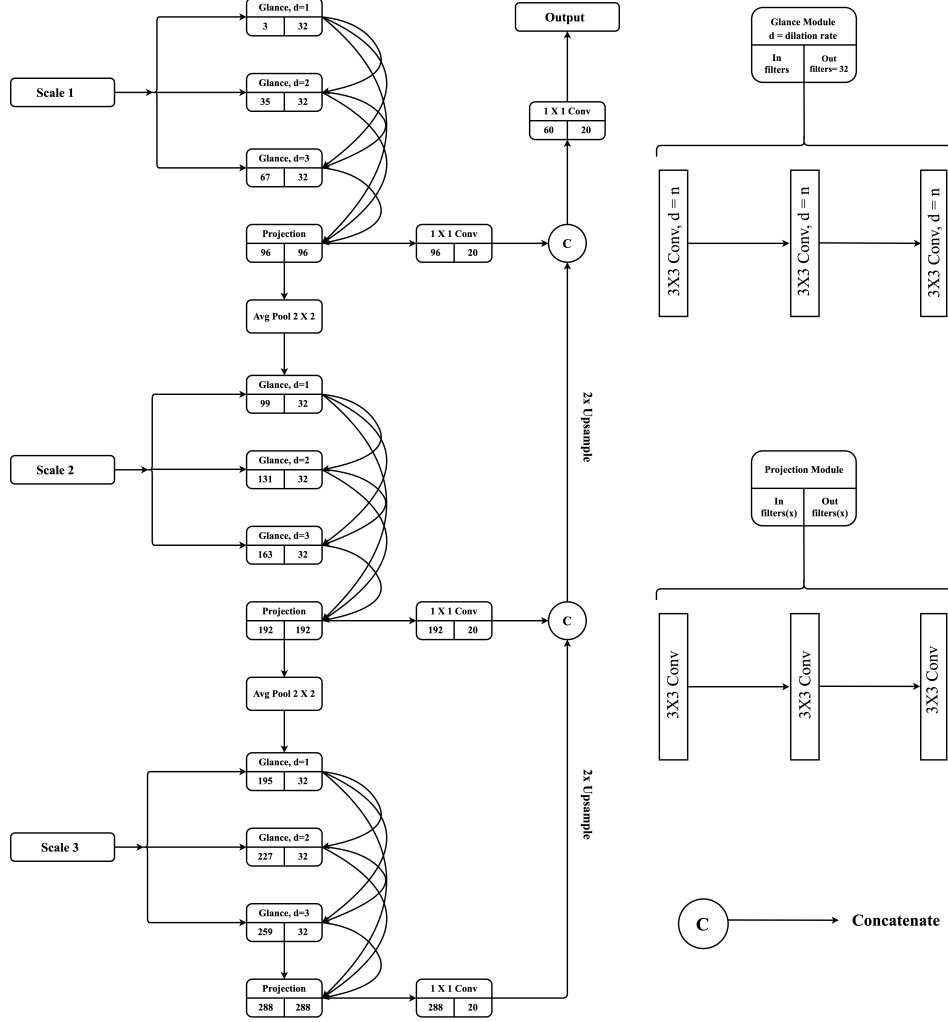 Glance, d=1
3 32
Scale 1
Glance, d=2
35 32
Glance, d=3
67 32
Projection
96 96
1 X 1 Conv
96 20
C
1 X 1 Conv
60 20
Output
Avg Pool 2 X 2
Glance, d=1
99 32
Scale 2
Glance, d=2
131 32
Glance, d=3
163 32
Projection
192 192
1 X 1 Conv
192 20
C
2x Upsample
Avg Pool 2 X 2
Glance, d=1
195 32
Scale 3
Glance, d=2
227 32
Glance, d=3
259 32
Projection
288 288
1 X 1 Conv
288 20
2x Upsample
Glance Module
d = dilation rate
In
filters
Out
filters= 32
3X3 Conv, d = n
3X3 Conv, d = n
3X3 Conv, d = n
Projection Module
In
filters(x)
Out
filters(x)
3X3 Conv
3X3 Conv
3X3 Conv
C
Concatenate